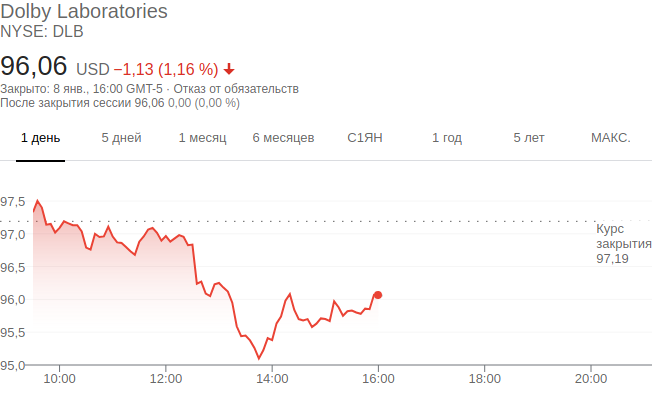 Dolby Laboratories
NYSE: DLB
96,06 USD −1,13 (1,16 %)
Закрыто: 8 янв., 16:00 GMT-5 · Отказ от обязательств
После закрытия сессии 96,06 0,00 (0,00 %)
1 день 5 дней 1 месяц 6 месяцев С1ЯН 1 год 5 лет МАКС.
97,5
Курс
97,0
закрытия
97,19
96,5
96,0
95,5
95,0
10:00 12:00 14:00 16:00 18:00 20:00